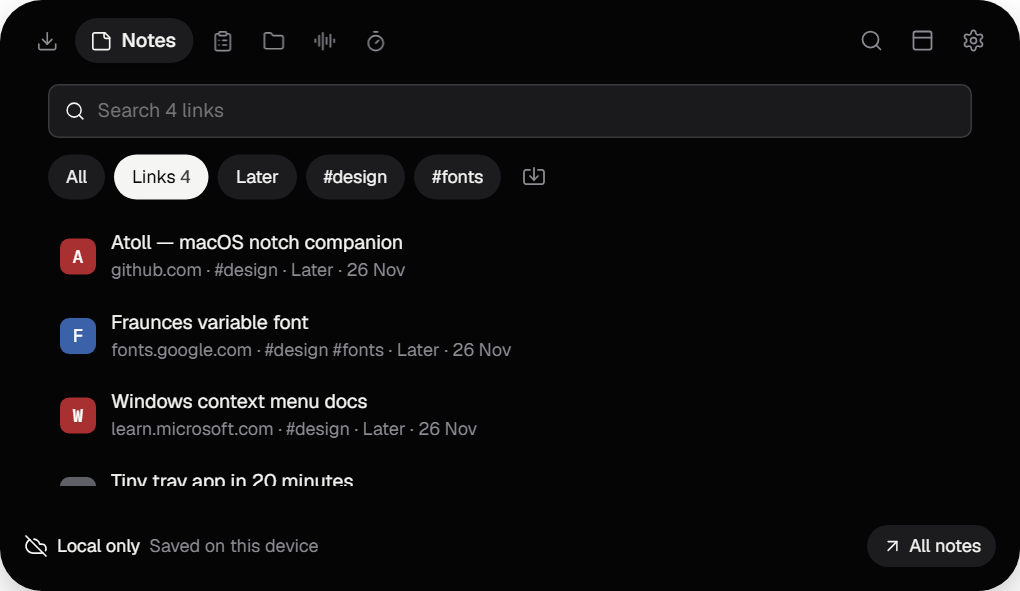 Notes
Search 4 links
All Links 4 Later #design #fonts
A
Atoll — macOS notch companion
github.com · #design · Later · 26 Nov
F
Fraunces variable font
fonts.google.com · #design #fonts · Later · 26 Nov
W
Windows context menu docs
learn.microsoft.com · #design · Later · 26 Nov
Tiny tray app in 20 minutes
Local only Saved on this device
All notes